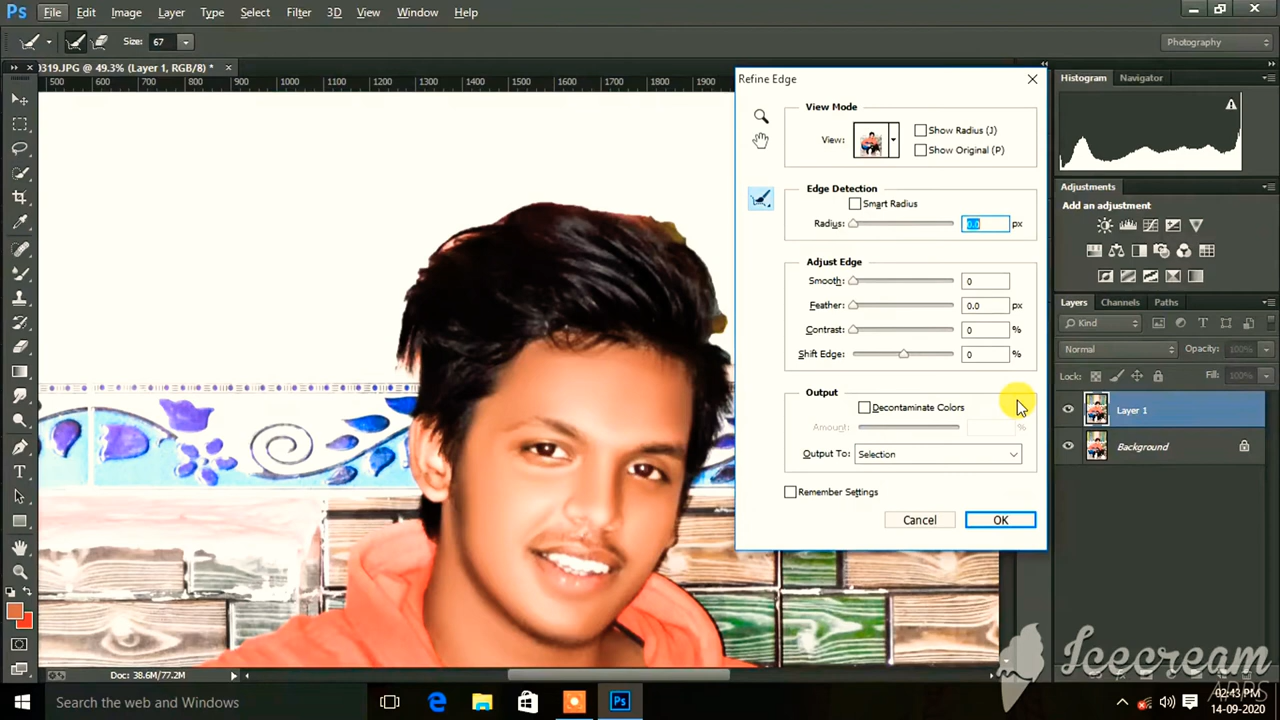 Ps File Edit Image Layer Type Select Filter 3D View Window Help
Size: 67 Photography
0319.JPG @ 49.3% (Layer 1, RGB/8) *
500 600 700 800 900 1000 1100 1200 1300 1400 1500 1600 1700 1800 1900
Refine Edge
View Mode
View:
Show Radius (J)
Show Original (P)
Edge Detection
Smart Radius
Radius: 0.0 px
Adjust Edge
Smooth: 0
Feather: 0.0 px
Contrast: 0 %
Shift Edge: 0 %
Output
Decontaminate Colors
Amount: %
Output To: Selection
Remember Settings
Cancel OK
Histogram Navigator
Adjustments
Add an adjustment
Layers Channels Paths
Kind
Normal Opacity: 100%
Lock: Fill: 100%
Layer 1
Background
Doc: 38.6M/77.2M
Icecream
APPS
Search the web and Windows
Ps
02:43 PM
14-09-2020